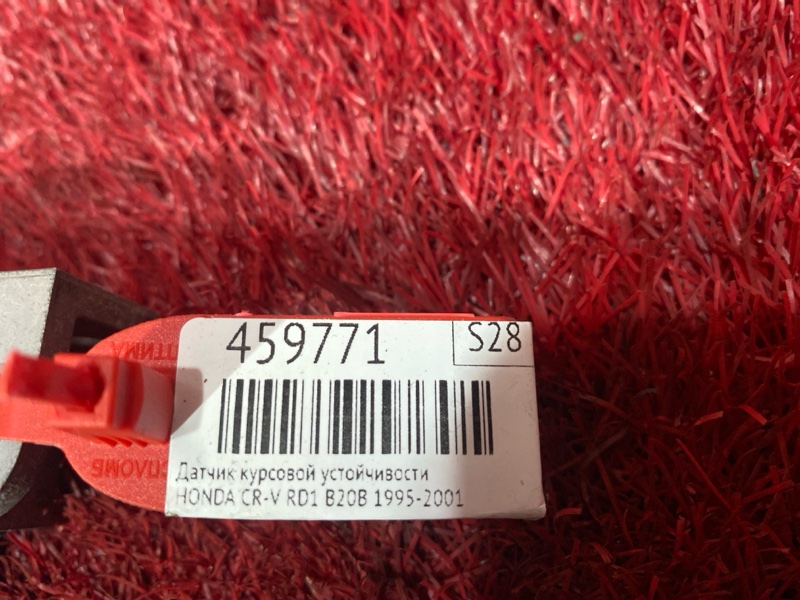 459771
S28
Датчик курсовой устойчивости
HONDA CR-V RD1 B20B 1995-2001